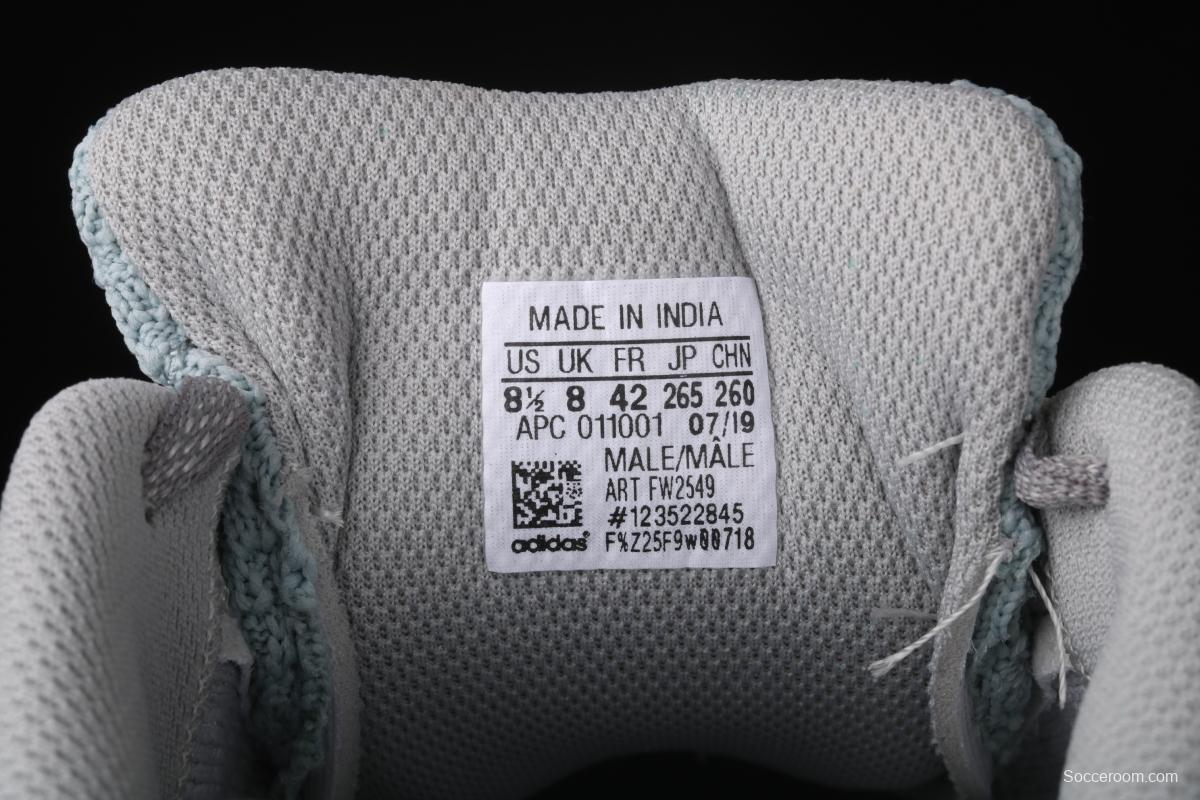 MADE IN INDIA
US UK FR JP CHN
8½ 8 42 265 260
APC 011001 07/19
MALE/MÂLE
ART FW2549
#123522845
adidas® F%Z25F9w00718
Socceroom.com